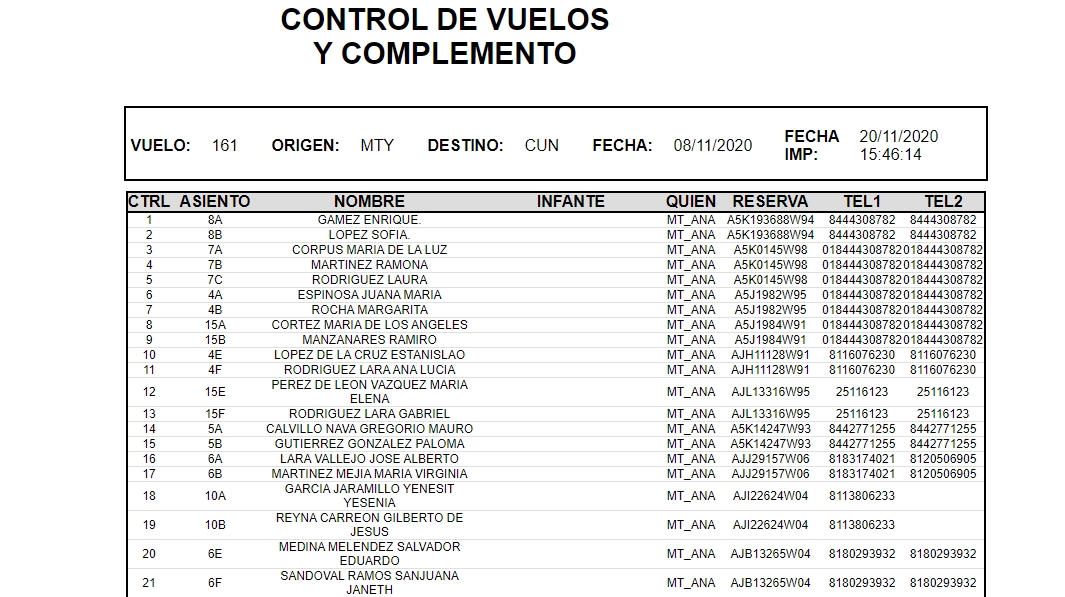 CONTROL DE VUELOS
Y COMPLEMENTO
VUELO: 161 ORIGEN: MTY DESTINO: CUN FECHA: 08/11/2020 FECHA IMP: 20/11/2020 15:46:14
CTRL ASIENTO NOMBRE INFANTE QUIEN RESERVA TEL1 TEL2
1 8A GAMEZ ENRIQUE. MT_ANA A5K193688W94 8444308782 8444308782
2 8B LOPEZ SOFIA. MT_ANA A5K193688W94 8444308782 8444308782
3 7A CORPUS MARIA DE LA LUZ MT_ANA A5K0145W98 018444308782 018444308782
4 7B MARTINEZ RAMONA MT_ANA A5K0145W98 018444308782 018444308782
5 7C RODRIGUEZ LAURA MT_ANA A5K0145W98 018444308782 018444308782
6 4A ESPINOSA JUANA MARIA MT_ANA A5J1982W95 018444308782 018444308782
7 4B ROCHA MARGARITA MT_ANA A5J1982W95 018444308782 018444308782
8 15A CORTEZ MARIA DE LOS ANGELES MT_ANA A5J1984W91 018444308782 018444308782
9 15B MANZANARES RAMIRO MT_ANA A5J1984W91 018444308782 018444308782
10 4E LOPEZ DE LA CRUZ ESTANISLAO MT_ANA AJH11128W91 8116076230 8116076230
11 4F RODRIGUEZ LARA ANA LUCIA MT_ANA AJH11128W91 8116076230 8116076230
12 15E PEREZ DE LEON VAZQUEZ MARIA ELENA MT_ANA AJL13316W95 25116123 25116123
13 15F RODRIGUEZ LARA GABRIEL MT_ANA AJL13316W95 25116123 25116123
14 5A CALVILLO NAVA GREGORIO MAURO MT_ANA A5K14247W93 8442771255 8442771255
15 5B GUTIERREZ GONZALEZ PALOMA MT_ANA A5K14247W93 8442771255 8442771255
16 6A LARA VALLEJO JOSE ALBERTO MT_ANA AJJ29157W06 8183174021 8120506905
17 6B MARTINEZ MEJIA MARIA VIRGINIA MT_ANA AJJ29157W06 8183174021 8120506905
18 10A GARCIA JARAMILLO YENESIT YESENIA MT_ANA AJI22624W04 8113806233
19 10B REYNA CARREON GILBERTO DE JESUS MT_ANA AJI22624W04 8113806233
20 6E MEDINA MELENDEZ SALVADOR EDUARDO MT_ANA AJB13265W04 8180293932 8180293932
21 6F SANDOVAL RAMOS SANJUANA JANETH MT_ANA AJB13265W04 8180293932 8180293932